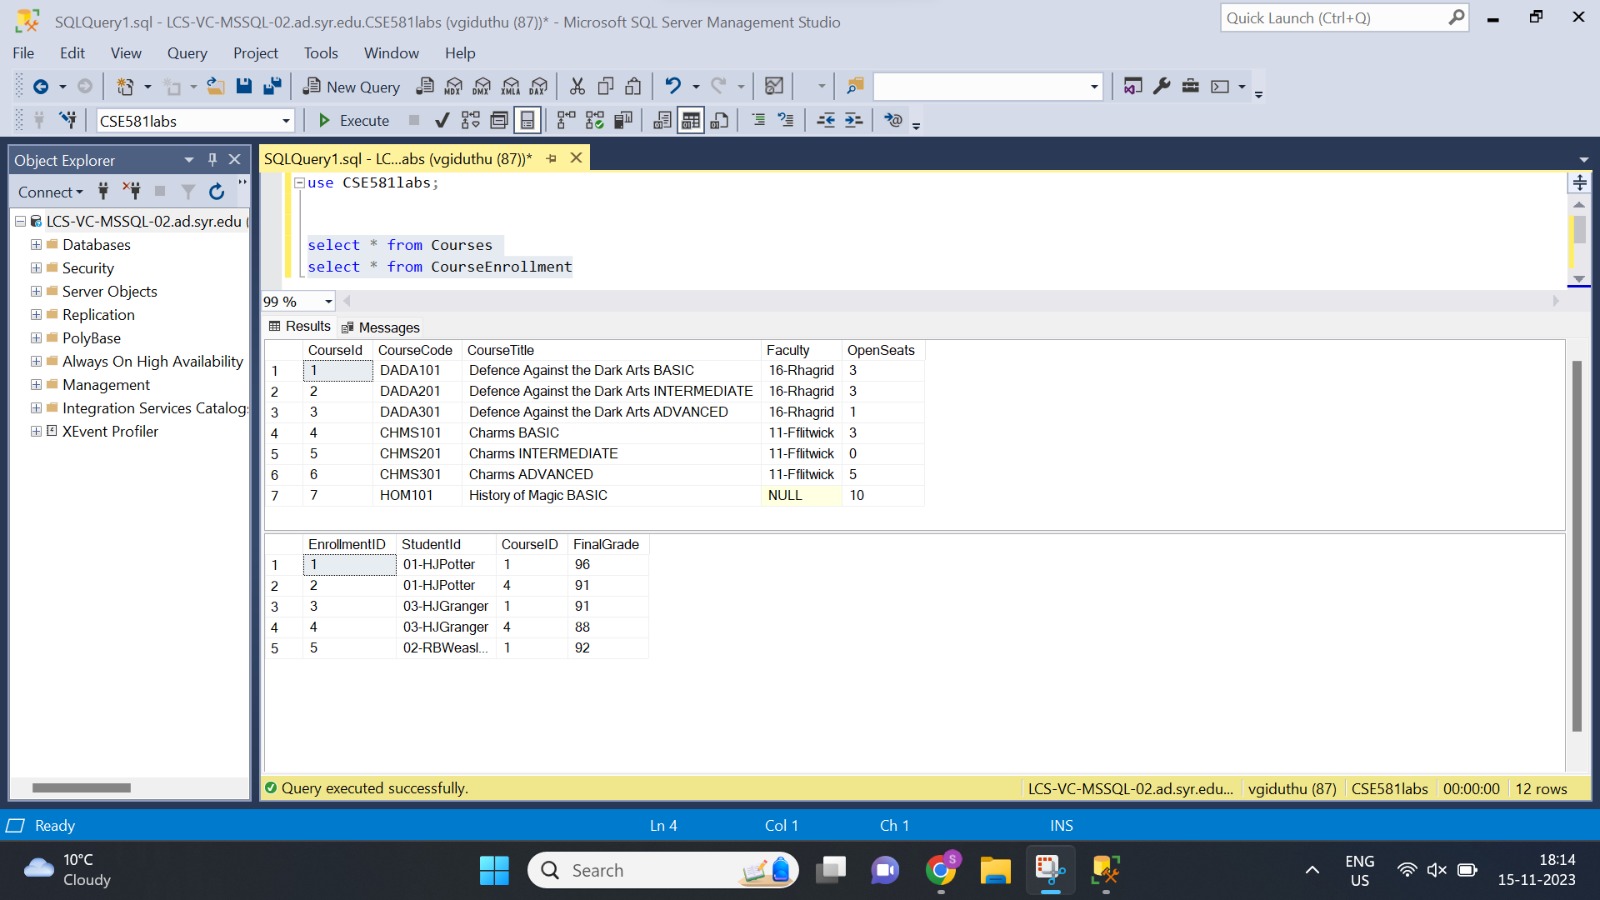 SQLQuery1.sql - LCS-VC-MSSQL-02.ad.syr.edu.CSE581labs (vgiduthu (87))* - Microsoft SQL Server Management Studio
Quick Launch (Ctrl+Q)
File Edit View Query Project Tools Window Help
New Query MDX DMX XMLA DAX
CSE581labs Execute
Object Explorer
SQLQuery1.sql - LC...abs (vgiduthu (87))*
Connect
LCS-VC-MSSQL-02.ad.syr.edu (
Databases
Security
Server Objects
Replication
PolyBase
Always On High Availability
Management
Integration Services Catalogs
XEvent Profiler
use CSE581labs;
select * from Courses
select * from CourseEnrollment
99 %
Results Messages
CourseId CourseCode CourseTitle Faculty OpenSeats
1 1 DADA101 Defence Against the Dark Arts BASIC 16-Rhagrid 3
2 2 DADA201 Defence Against the Dark Arts INTERMEDIATE 16-Rhagrid 3
3 3 DADA301 Defence Against the Dark Arts ADVANCED 16-Rhagrid 1
4 4 CHMS101 Charms BASIC 11-Fflitwick 3
5 5 CHMS201 Charms INTERMEDIATE 11-Fflitwick 0
6 6 CHMS301 Charms ADVANCED 11-Fflitwick 5
7 7 HOM101 History of Magic BASIC NULL 10
EnrollmentID StudentId CourseID FinalGrade
1 1 01-HJPotter 1 96
2 2 01-HJPotter 4 91
3 3 03-HJGranger 1 91
4 4 03-HJGranger 4 88
5 5 02-RBWeasl... 1 92
Query executed successfully. LCS-VC-MSSQL-02.ad.syr.edu... vgiduthu (87) CSE581labs 00:00:00 12 rows
Ready Ln 4 Col 1 Ch 1 INS
10°C
Cloudy
Search
S
ENG
US
18:14
15-11-2023